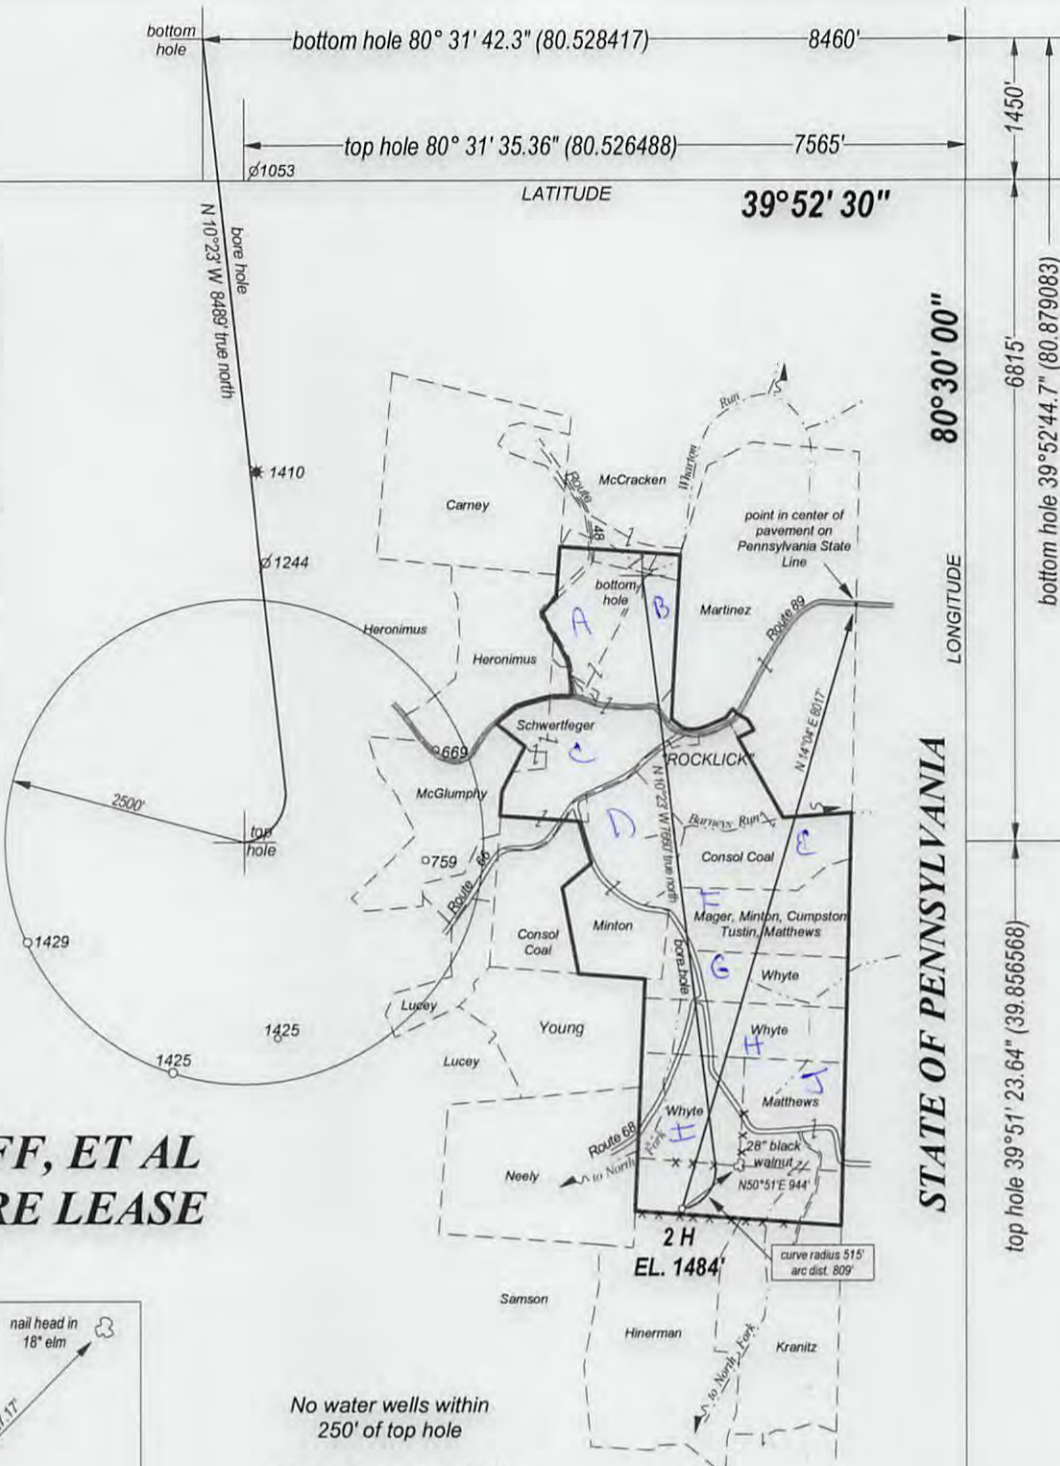 bottom
hole
bottom hole 80° 31' 42.3" (80.528417)
8460'
top hole 80° 31' 35.36" (80.526488)
7565'
1450'
ø1053
LATITUDE
39°52' 30"
bore hole
N 10°23' W 8489' true north
80°30' 00"
LONGITUDE
6815'
bottom hole 39°52'44.7" (80.879083)
1410
ø1244
Carney
Route
48
McCracken
Wharton
Run
point in center of
pavement on
Pennsylvania State
Line
bottom
hole
A
B
Martinez
Route 89
Heronimus
Heronimus
Schwertfeger
C
"ROCKLICK"
N 14°04' E 8017'
669
McGlumphy
2500'
top
hole
759
Route 66
D
N 10°23' W 7660' true north
Barneys Run
Consol Coal
E
F
Mager, Minton, Cumpston
Tustin, Matthews
Minton
Consol
Coal
bore hole
G
Whyte
1429
Lucey
Young
Whyte
H
1425
1425
Lucey
J
Matthews
Whyte
I
Route 68
to North Fork
28" black
walnut
N50°51'E 944'
Neely
2 H
EL. 1484'
curve radius 515'
arc dist. 809'
Samson
Hinerman
Kranitz
to North Fork
STATE OF PENNSYLVANIA
top hole 39°51' 23.64" (39.856568)
FF, ET AL
RE LEASE
nail head in
18" elm
7.17'
No water wells within
250' of top hole